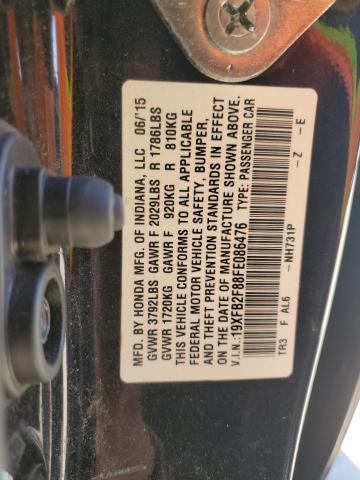 MFD. BY HONDA MFG. OF INDIANA, LLC 06/'15
GVWR 3792LBS GAWR F 2029LBS R 1786LBS
GVWR 1720KG GAWR F 920KG R 810KG
THIS VEHICLE CONFORMS TO ALL APPLICABLE
FEDERAL MOTOR VEHICLE SAFETY, BUMPER,
AND THEFT PREVENTION STANDARDS IN EFFECT
ON THE DATE OF MANUFACTURE SHOWN ABOVE.
V.I.N.:19XFB2F88FE086476 TYPE: PASSENGER CAR
-NH731P -Z -E
TR3 F AL6